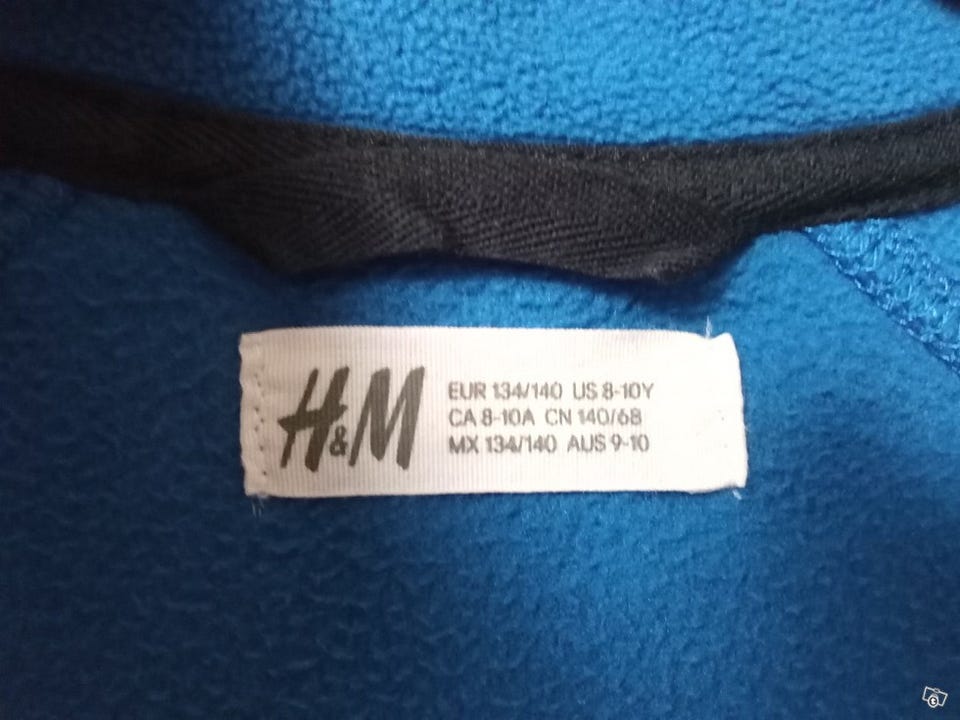 H&M
EUR 134/140 US 8-10Y
CA 8-10A CN 140/68
MX 134/140 AUS 9-10